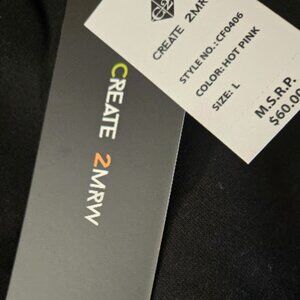 CREATE 2MRW
CREATE 2MR
STYLE NO.: CF0406
COLOR: HOT PINK
SIZE: L
M.S.R.P.
$60.00